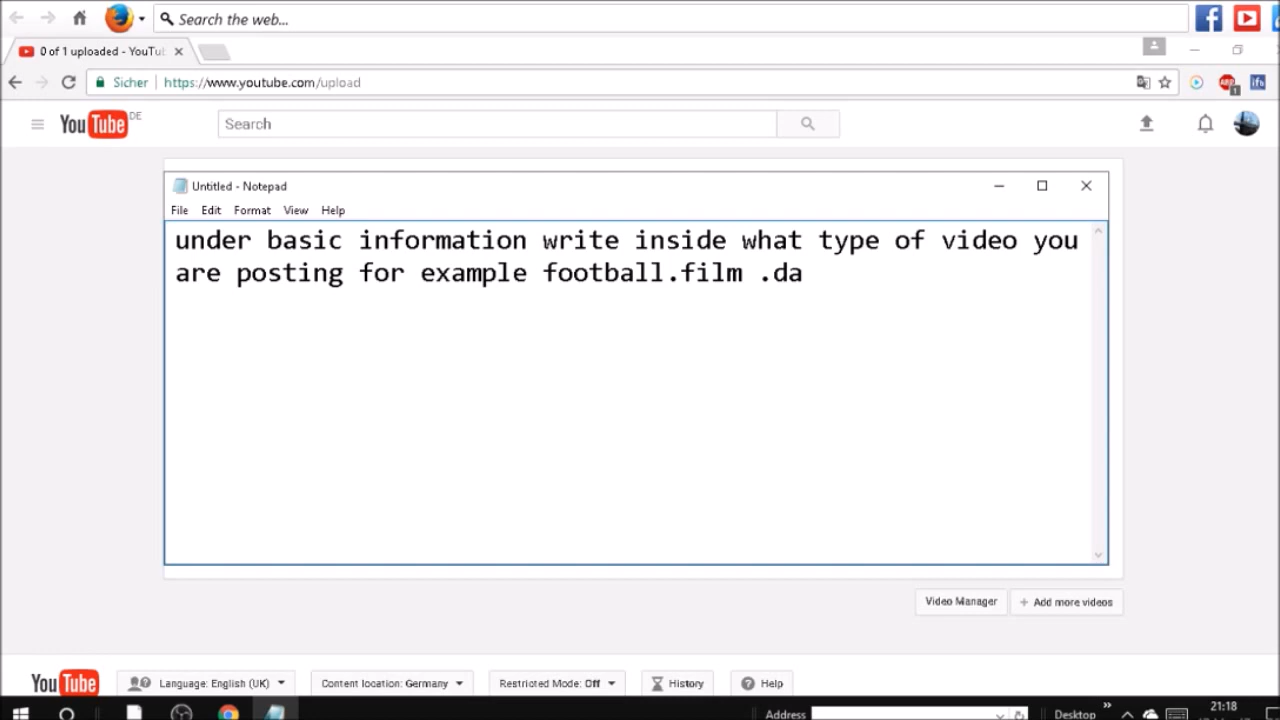 Search the web...
0 of 1 uploaded - YouTu
Sicher https://www.youtube.com/upload
YouTube DE
Search
Untitled - Notepad
File Edit Format View Help
under basic information write inside what type of video you
are posting for example football.film .da
Video Manager
+ Add more videos
YouTube
Language: English (UK)
Content location: Germany
Restricted Mode: Off
History
Help
Address
Desktop
21:18